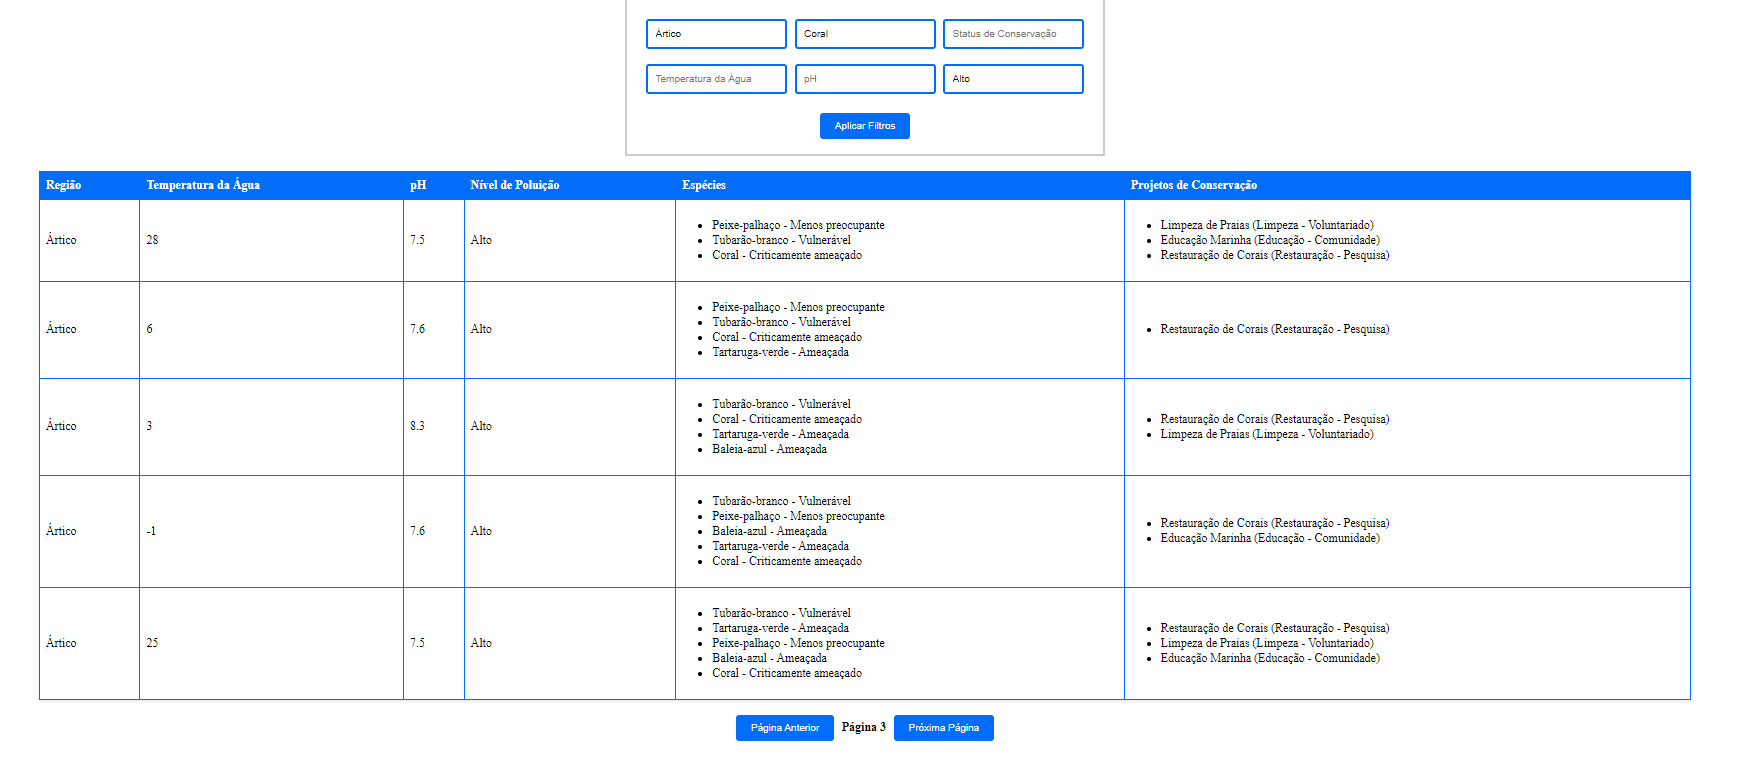 Ártico Coral Status de Conservação
Temperatura da Água pH Alto
Aplicar Filtros
Região Temperatura da Água pH Nível de Poluição Espécies Projetos de Conservação
Ártico 28 7.5 Alto
• Peixe-palhaço - Menos preocupante
• Tubarão-branco - Vulnerável
• Coral - Criticamente ameaçado
• Limpeza de Praias (Limpeza - Voluntariado)
• Educação Marinha (Educação - Comunidade)
• Restauração de Corais (Restauração - Pesquisa)
Ártico 6 7.6 Alto
• Peixe-palhaço - Menos preocupante
• Tubarão-branco - Vulnerável
• Coral - Criticamente ameaçado
• Tartaruga-verde - Ameaçada
• Restauração de Corais (Restauração - Pesquisa)
Ártico 3 8.3 Alto
• Tubarão-branco - Vulnerável
• Coral - Criticamente ameaçado
• Tartaruga-verde - Ameaçada
• Baleia-azul - Ameaçada
• Restauração de Corais (Restauração - Pesquisa)
• Limpeza de Praias (Limpeza - Voluntariado)
Ártico -1 7.6 Alto
• Tubarão-branco - Vulnerável
• Peixe-palhaço - Menos preocupante
• Baleia-azul - Ameaçada
• Tartaruga-verde - Ameaçada
• Coral - Criticamente ameaçado
• Restauração de Corais (Restauração - Pesquisa)
• Educação Marinha (Educação - Comunidade)
Ártico 25 7.5 Alto
• Tubarão-branco - Vulnerável
• Tartaruga-verde - Ameaçada
• Peixe-palhaço - Menos preocupante
• Baleia-azul - Ameaçada
• Coral - Criticamente ameaçado
• Restauração de Corais (Restauração - Pesquisa)
• Limpeza de Praias (Limpeza - Voluntariado)
• Educação Marinha (Educação - Comunidade)
Página Anterior Página 3 Próxima Página